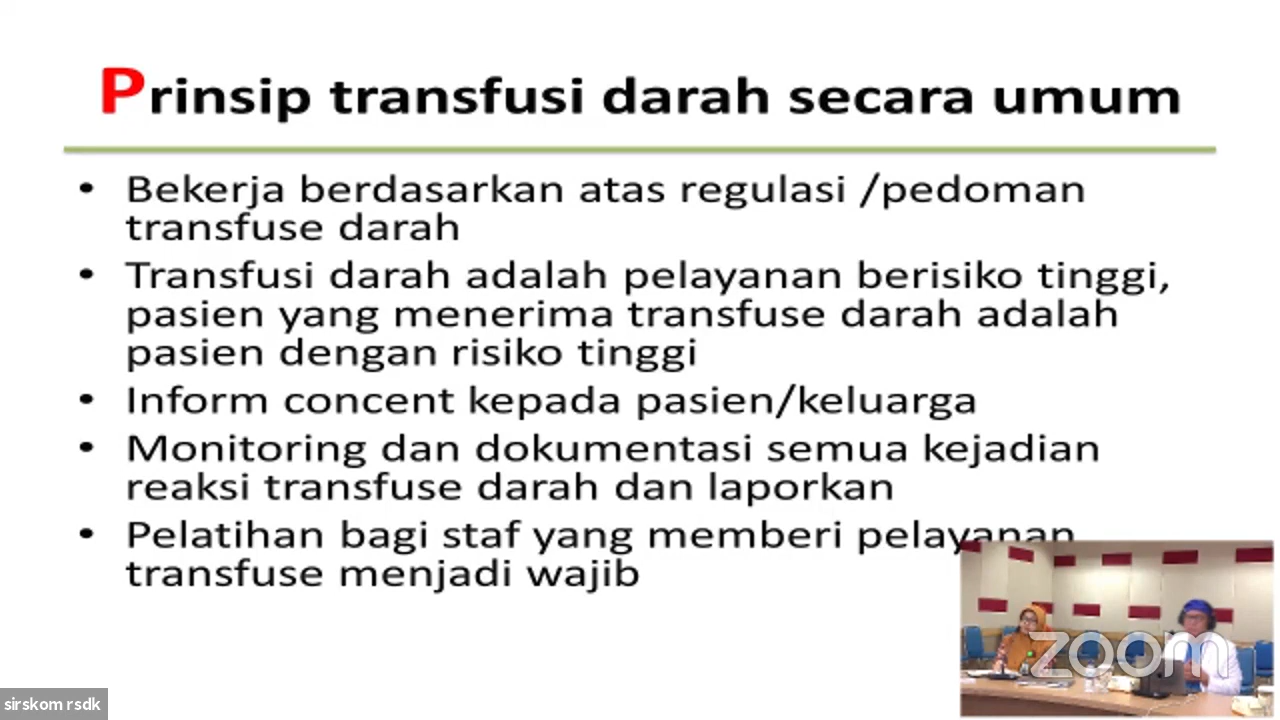 Prinsip transfusi darah secara umum
• Bekerja berdasarkan atas regulasi /pedoman
transfuse darah
• Transfusi darah adalah pelayanan berisiko tinggi,
pasien yang menerima transfuse darah adalah
pasien dengan risiko tinggi
• Inform concent kepada pasien/keluarga
• Monitoring dan dokumentasi semua kejadian
reaksi transfuse darah dan laporkan
• Pelatihan bagi staf yang memberi pelayanan
transfuse menjadi wajib
zoom
sirskom rsdk